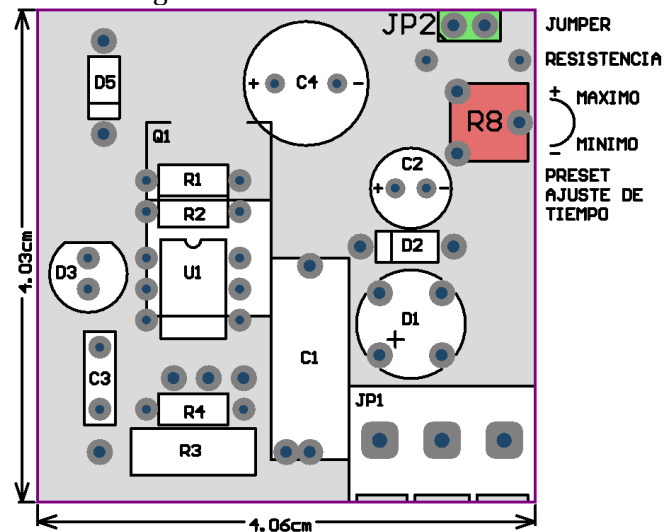 JP2
JUMPER
RESISTENCIA
D5
+ C4 -
+ MAXIMO
R8
- MINIMO
Q1
C2
+ -
PRESET
AJUSTE DE
TIEMPO
R1
R2
D2
D3
U1
4.03cm
D1
+
C1
C3
JP1
R4
R3
4.06cm